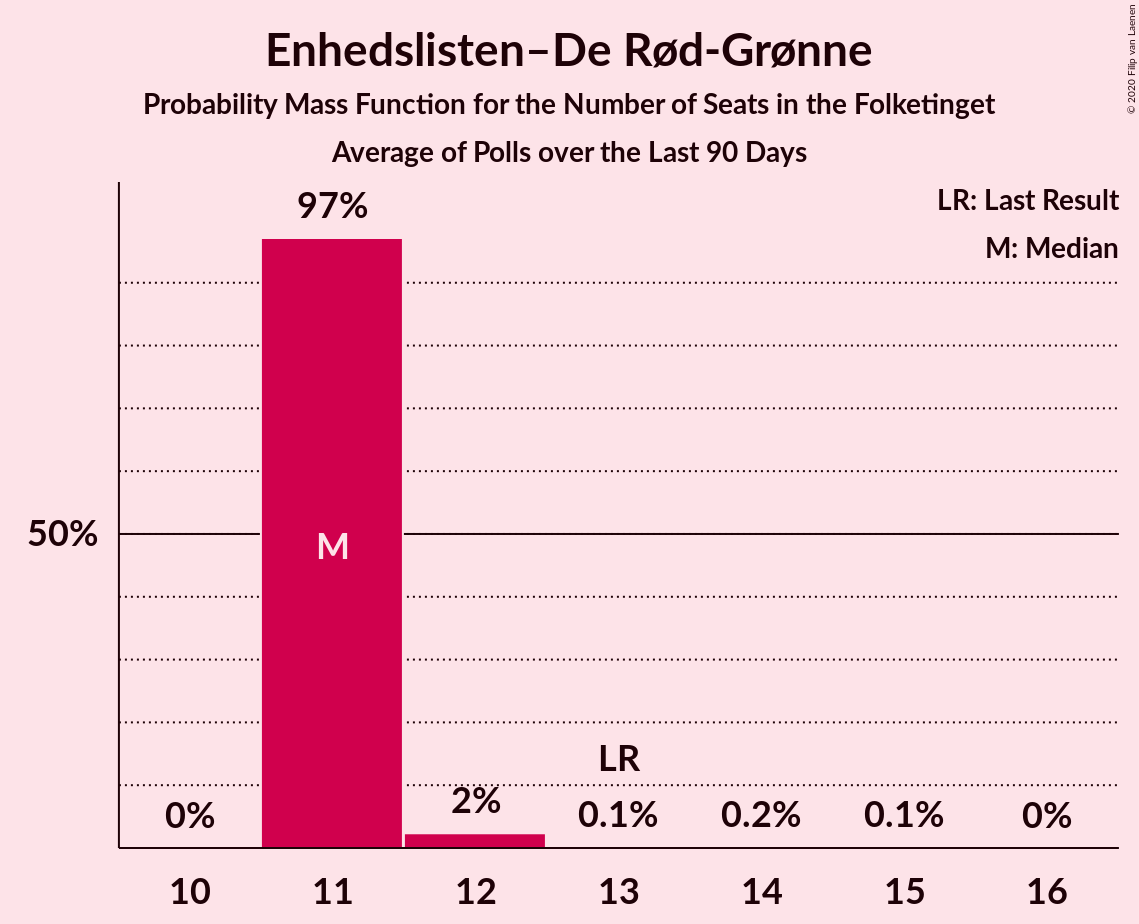 Enhedslisten–De Rød-Grønne
Probability Mass Function for the Number of Seats in the Folketinget
Average of Polls over the Last 90 Days
© 2020 Filip van Laenen
LR: Last Result
M: Median
97%
50%
M
LR
0%
2%
0.1%
0.2%
0.1%
0%
10
11
12
13
14
15
16